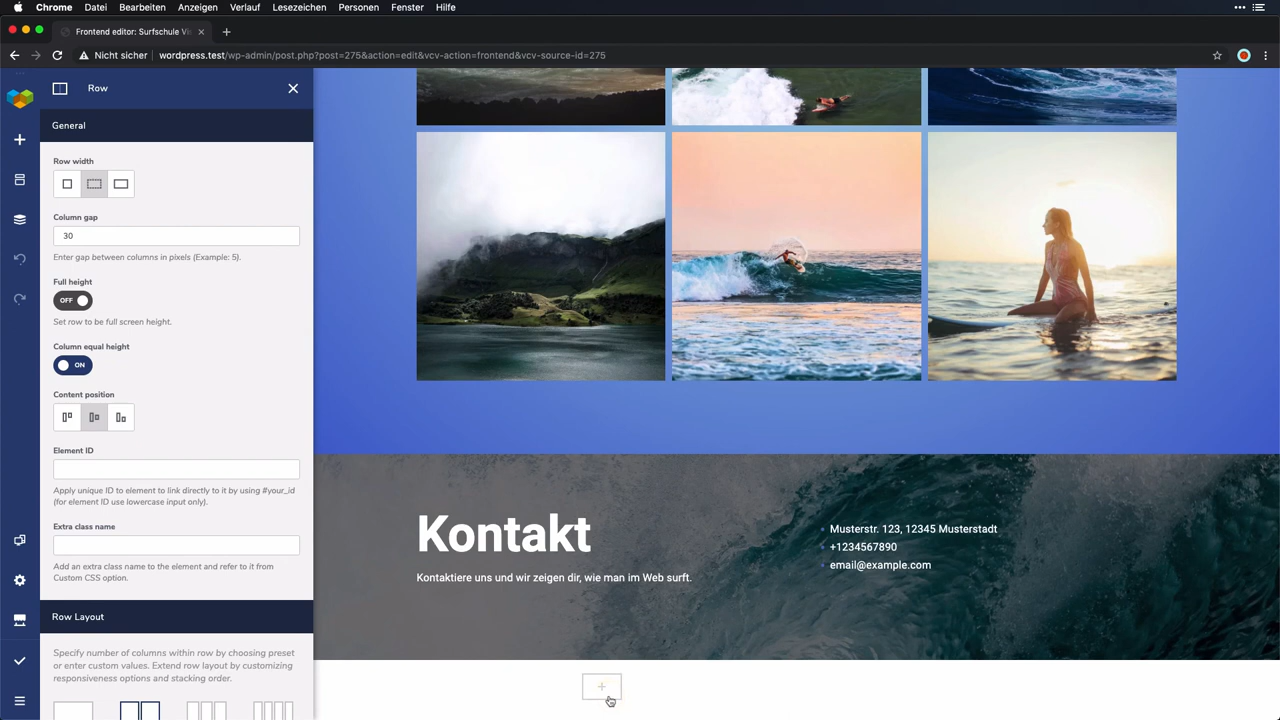 Chrome Datei Bearbeiten Anzeigen Verlauf Lesezeichen Personen Fenster Hilfe
Frontend editor: Surfschule Vi
Nicht sicher wordpress.test/wp-admin/post.php?post=275&action=edit&vcv-action=frontend&vcv-source-id=275
Row
General
Row width
Column gap
30
Enter gap between columns in pixels (Example: 5).
Full height
OFF
Set row to be full screen height.
Column equal height
ON
Content position
Element ID
Apply unique ID to element to link directly to it by using #your_id
(for element ID use lowercase input only).
Extra class name
Add an extra class name to the element and refer to it from
Custom CSS option.
Row Layout
Specify number of columns within row by choosing preset
or enter custom values. Extend row layout by customizing
responsiveness options and stacking order.
Kontakt
Kontaktiere uns und wir zeigen dir, wie man im Web surft.
Musterstr. 123, 12345 Musterstadt
+1234567890
email@example.com